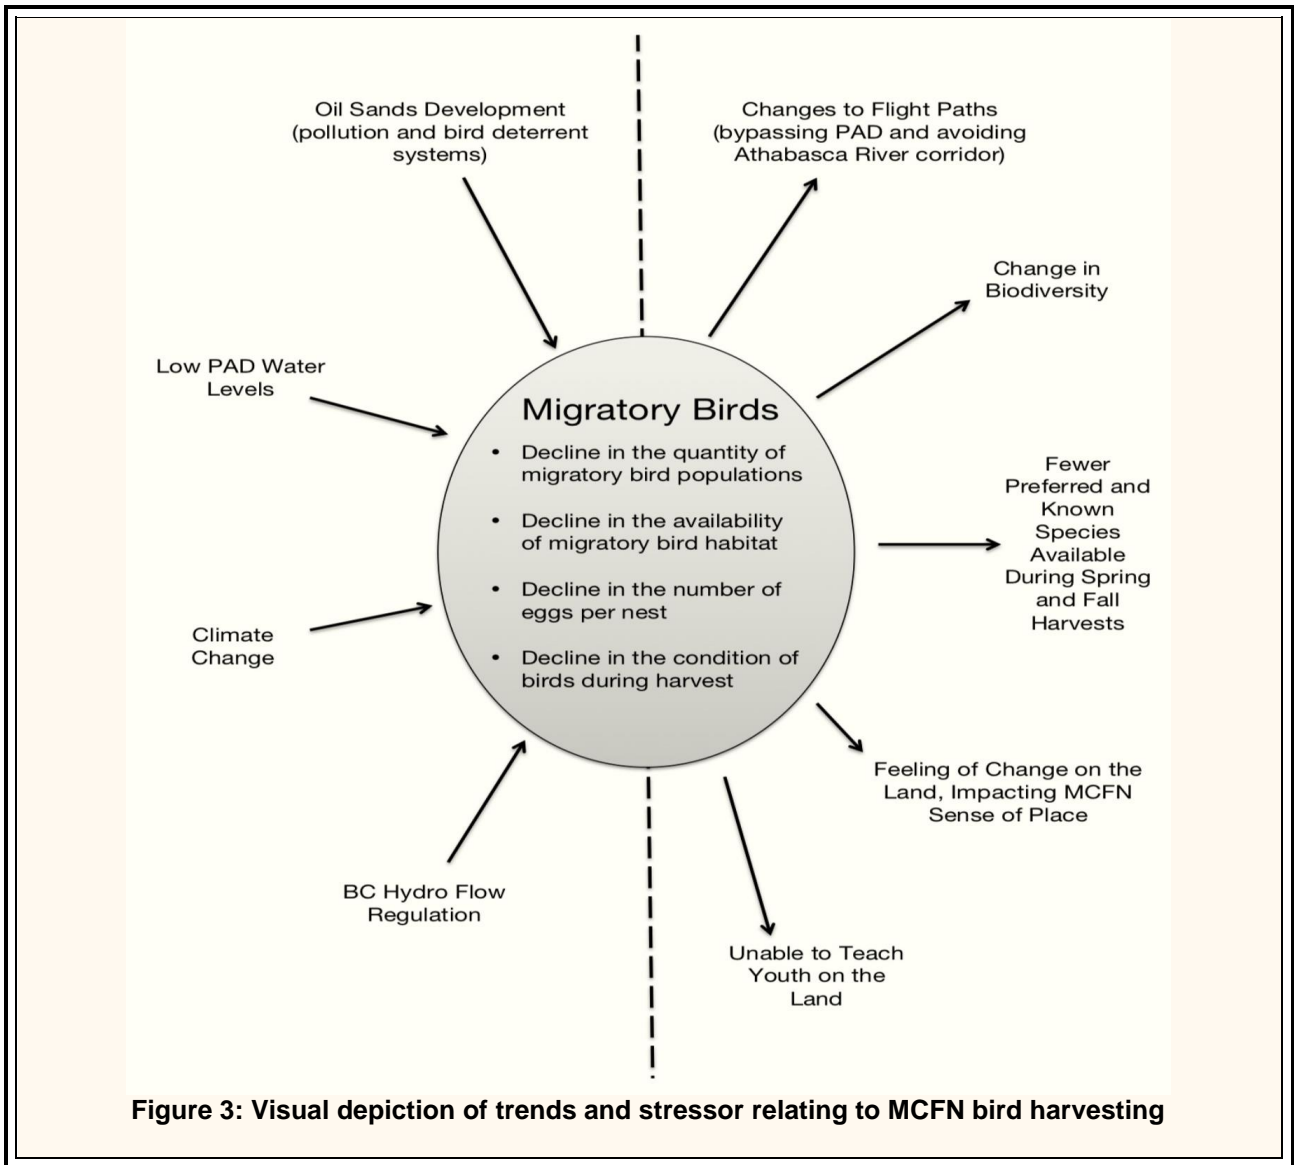 Oil Sands Development
(pollution and bird deterrent
systems)
Changes to Flight Paths
(bypassing PAD and avoiding
Athabasca River corridor)
Change in
Biodiversity
Low PAD Water
Levels
Migratory Birds
• Decline in the quantity of
migratory bird populations
• Decline in the availability
of migratory bird habitat
• Decline in the number of
eggs per nest
• Decline in the condition of
birds during harvest
Fewer
Preferred and
Known
Species
Available
During Spring
and Fall
Harvests
Climate
Change
Feeling of Change on the
Land, Impacting MCFN
Sense of Place
BC Hydro Flow
Regulation
Unable to Teach
Youth on the
Land
Figure 3: Visual depiction of trends and stressor relating to MCFN bird harvesting